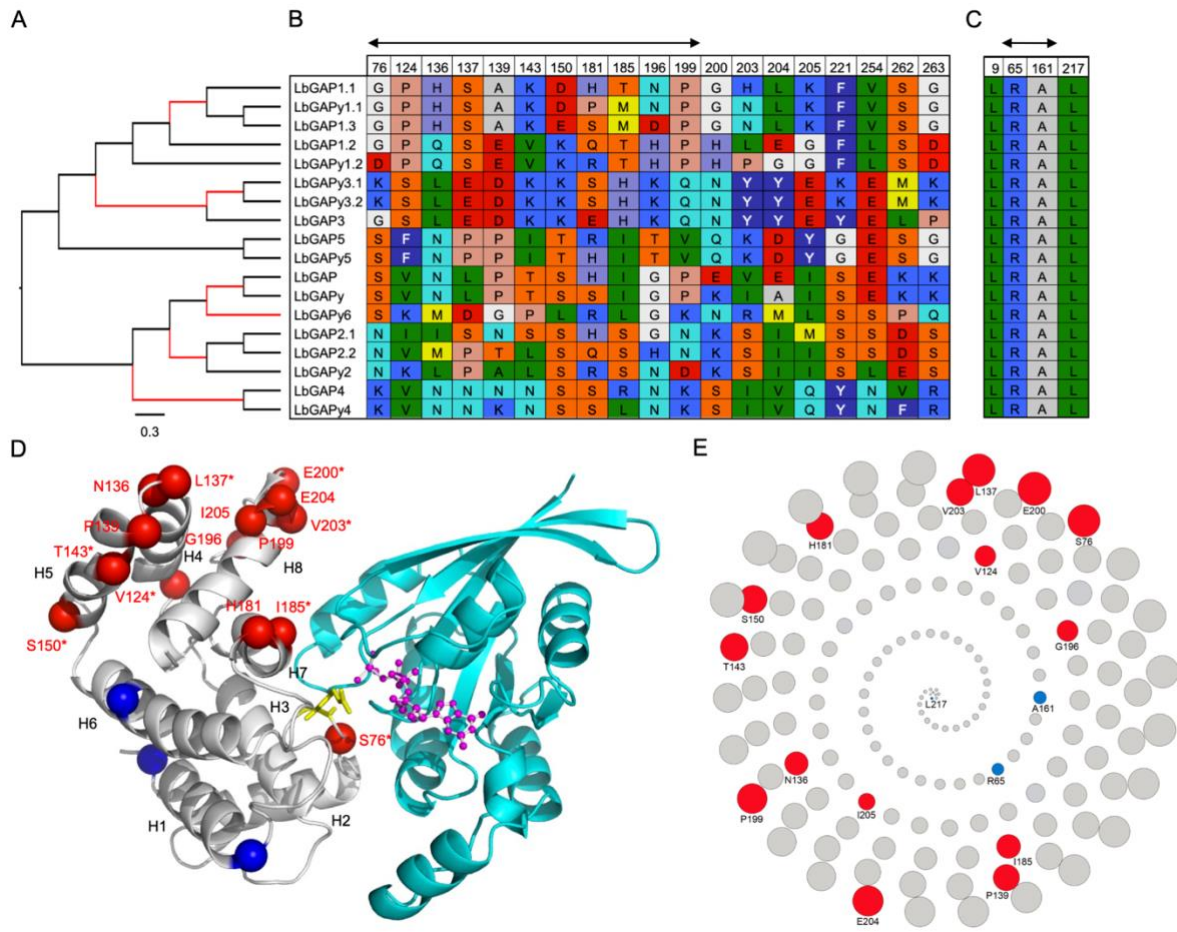 A
B
C
76 124 136 137 139 143 150 181 185 196 199 200 203 204 205 221 254 262 263
9 65 161 217
LbGAP1.1 G P H S A K D H T N P G H L K F V S G L R A L
LbGAPy1.1 G P H S A K D P M N P G N L K F V S G L R A L
LbGAP1.3 G P H S A K E S M D P G N L K F V S G L R A L
LbGAP1.2 G P Q S E V K Q T H P H L E G F L S D L R A L
LbGAPy1.2 D P Q S E V K R T H P H P G G F L S D L R A L
LbGAPy3.1 K S L E D K K S H K Q N Y Y E K E M K L R A L
LbGAPy3.2 K S L E D K K S H K Q N Y Y E K E M K L R A L
LbGAP3 G S L E D K K E H K Q N Y Y E Y E L P L R A L
LbGAP5 S F N P P I T R I T V Q K D Y G E S G L R A L
LbGAPy5 S F N P P I T H I T V Q K D Y G E S G L R A L
LbGAP S V N L P T S H I G P E V E I S E K K L R A L
LbGAPy S V N L P T S S I G P K I A I S E K K L R A L
LbGAPy6 S K M D G P L R L G K N R M L S S P Q L R A L
LbGAP2.1 N I I S N S S H S G N K S I M S S D S L R A L
LbGAP2.2 N V M P T L S Q S H N K S I I S S D S L R A L
LbGAPy2 N K L P A L S R S N D K S I I S L E S L R A L
LbGAP4 K V N N N N S S R N K S I V Q Y N V R L R A L
LbGAPy4 K V N N K N S S L N K S I V Q Y N F R L R A L
0.3
D
N136
L137*
E200*
E204
I205
V203*
P139
G196
P199
T143*
H4
H8
H5
V124*
H181
I185*
S150*
H7
H3
H6
S76*
H1
H2
E
L137
V203
E200
S76
H181
V124
S150
G196
T143
L217
A161
R65
N136
P199
I205
I185
P139
E204